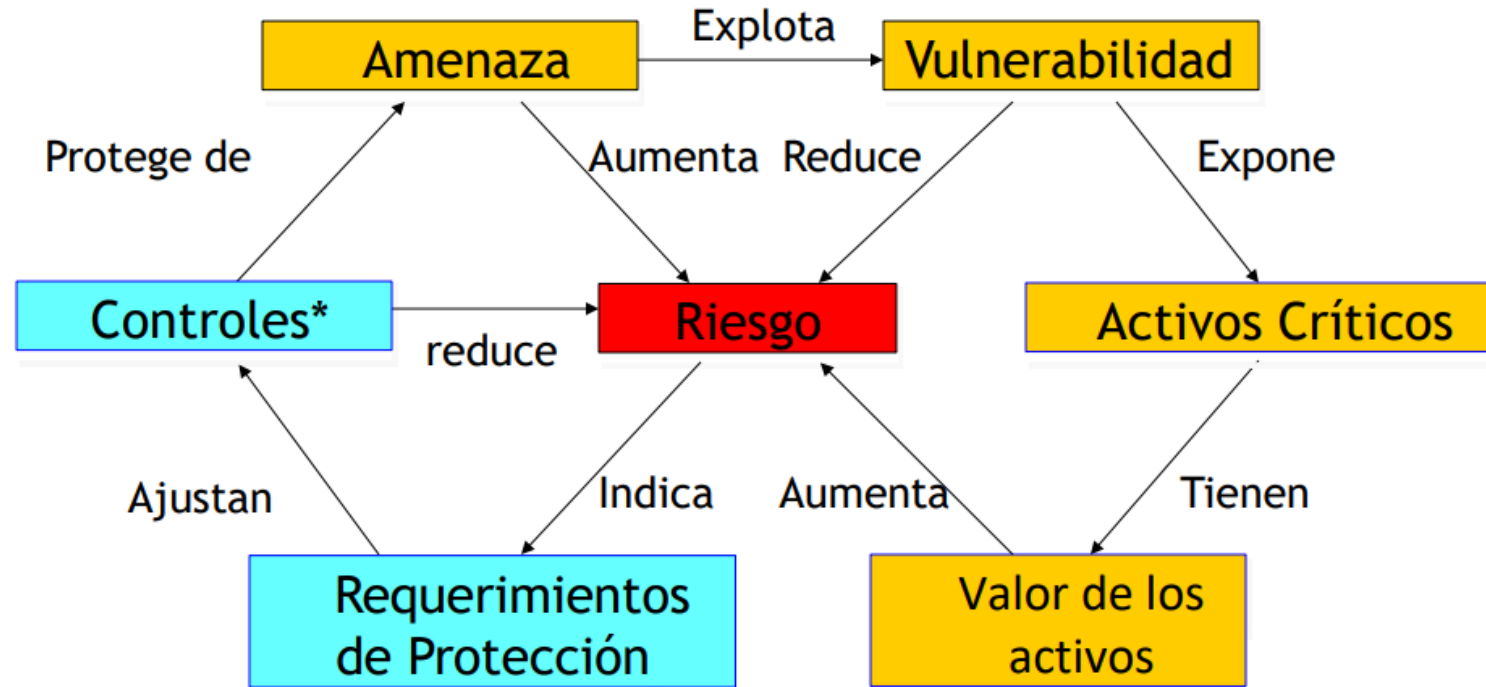 Explota
Amenaza
Vulnerabilidad
Protege de
Aumenta
Reduce
Expone
Controles*
reduce
Riesgo
Activos Críticos
Ajustan
Indica
Aumenta
Tienen
Requerimientos
de Protección
Valor de los
activos